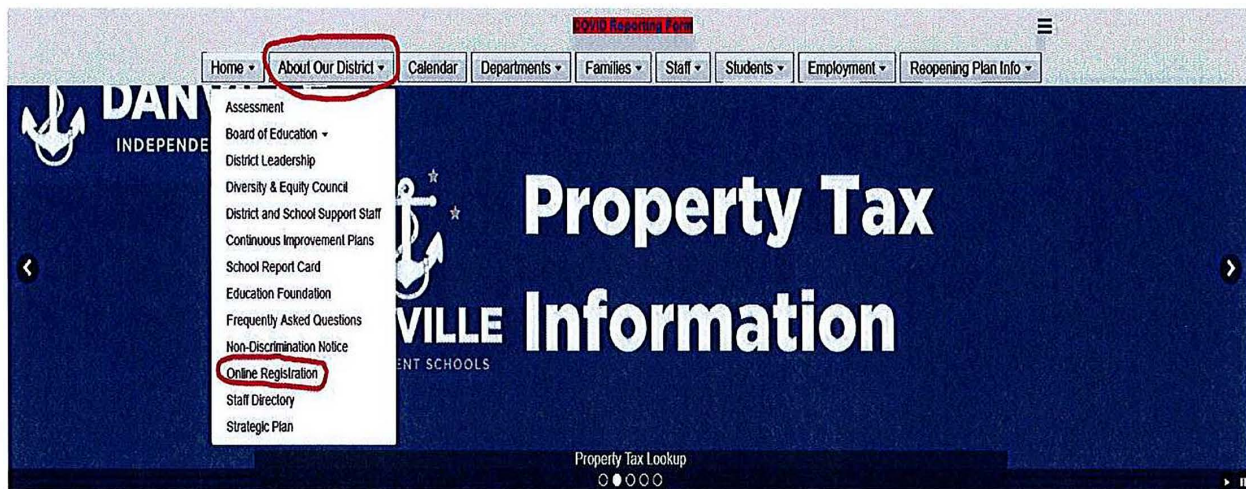 COVID Reporting Form
Home About Our District Calendar Departments Families Staff Students Employment Reopening Plan Info
DAN
INDEPENDE
Assessment
Board of Education
District Leadership
Diversity & Equity Council
District and School Support Staff
Continuous Improvement Plans
School Report Card
Education Foundation
Frequently Asked Questions
Non-Discrimination Notice
Online Registration
Staff Directory
Strategic Plan
VILLE
ENT SCHOOLS
Property Tax
Information
Property Tax Lookup